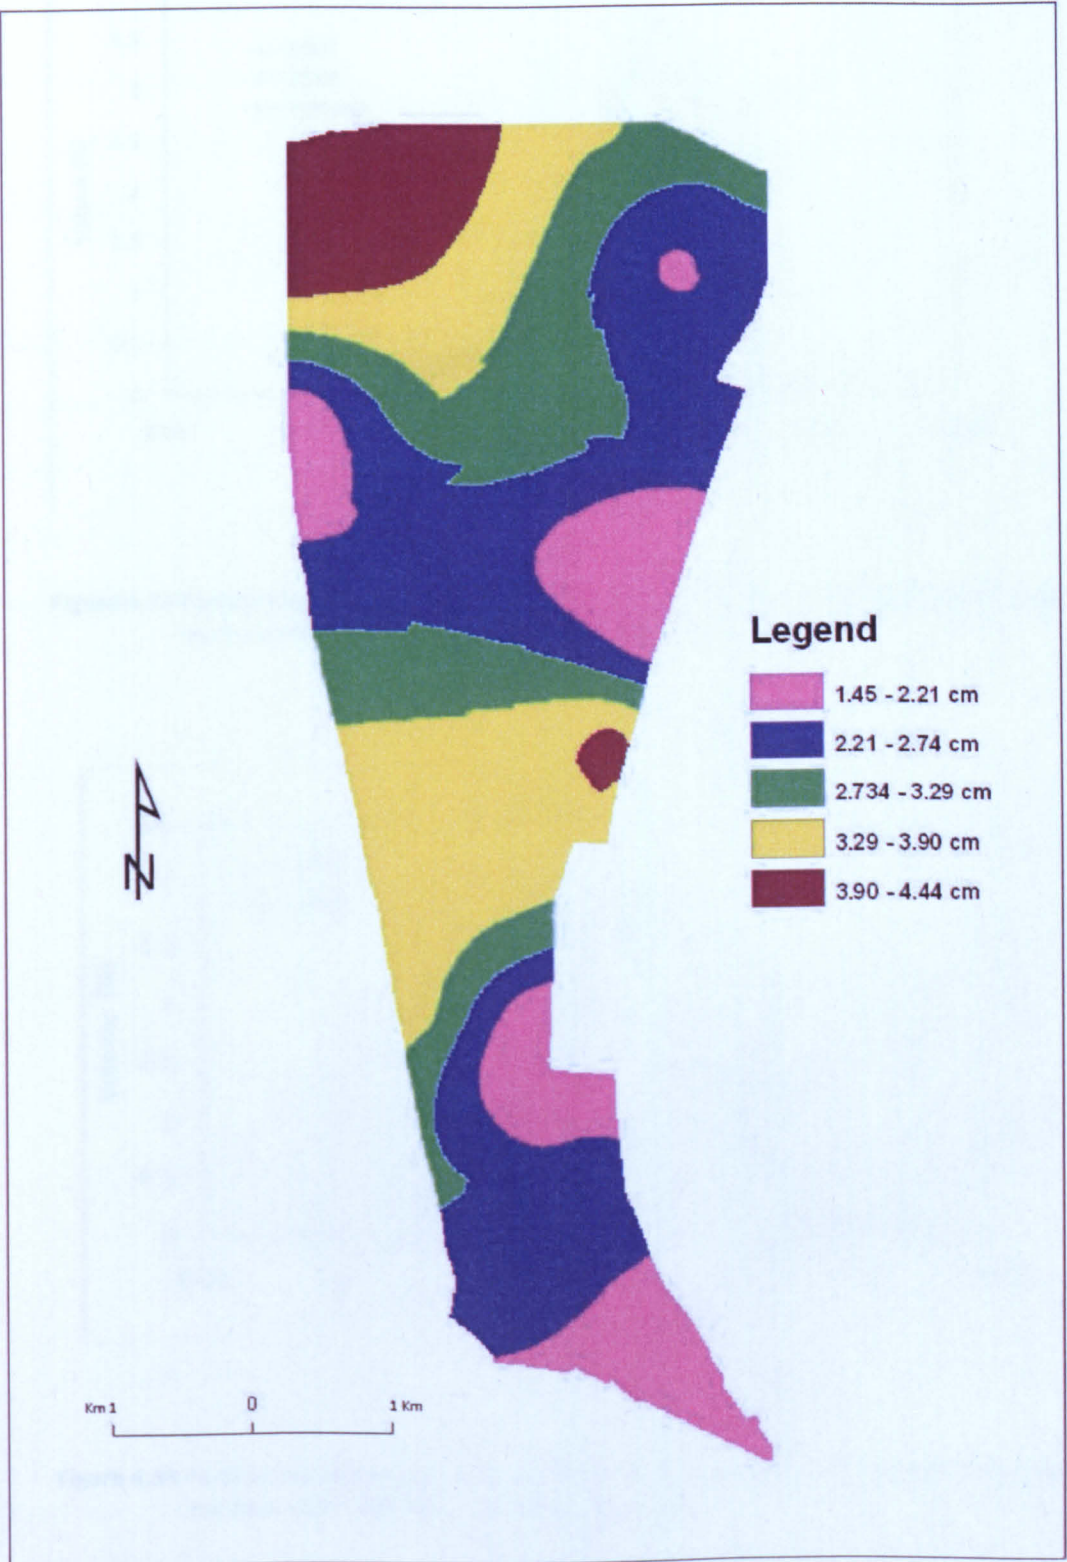 Legend
1.45 - 2.21 cm
2.21 - 2.74 cm
2.734 - 3.29 cm
3.29 - 3.90 cm
3.90 - 4.44 cm
N
Km 1 0 1 Km